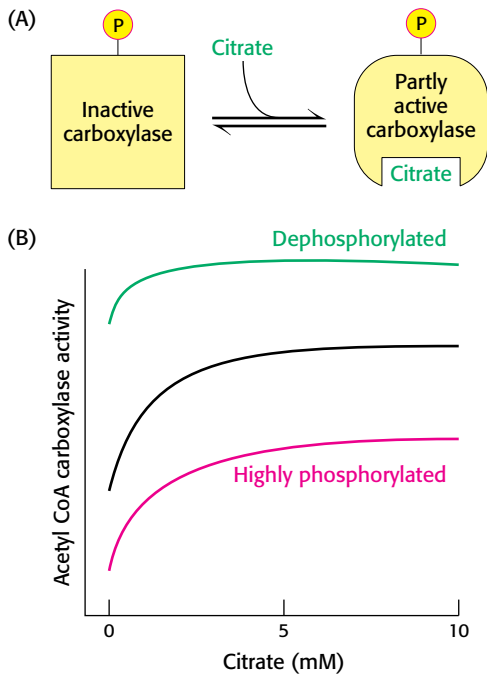 (A)
P
P
Citrate
Inactive
carboxylase
Partly
active
carboxylase
Citrate
(B)
Dephosphorylated
Highly phosphorylated
Acetyl CoA carboxylase activity
0
5
10
Citrate (mM)